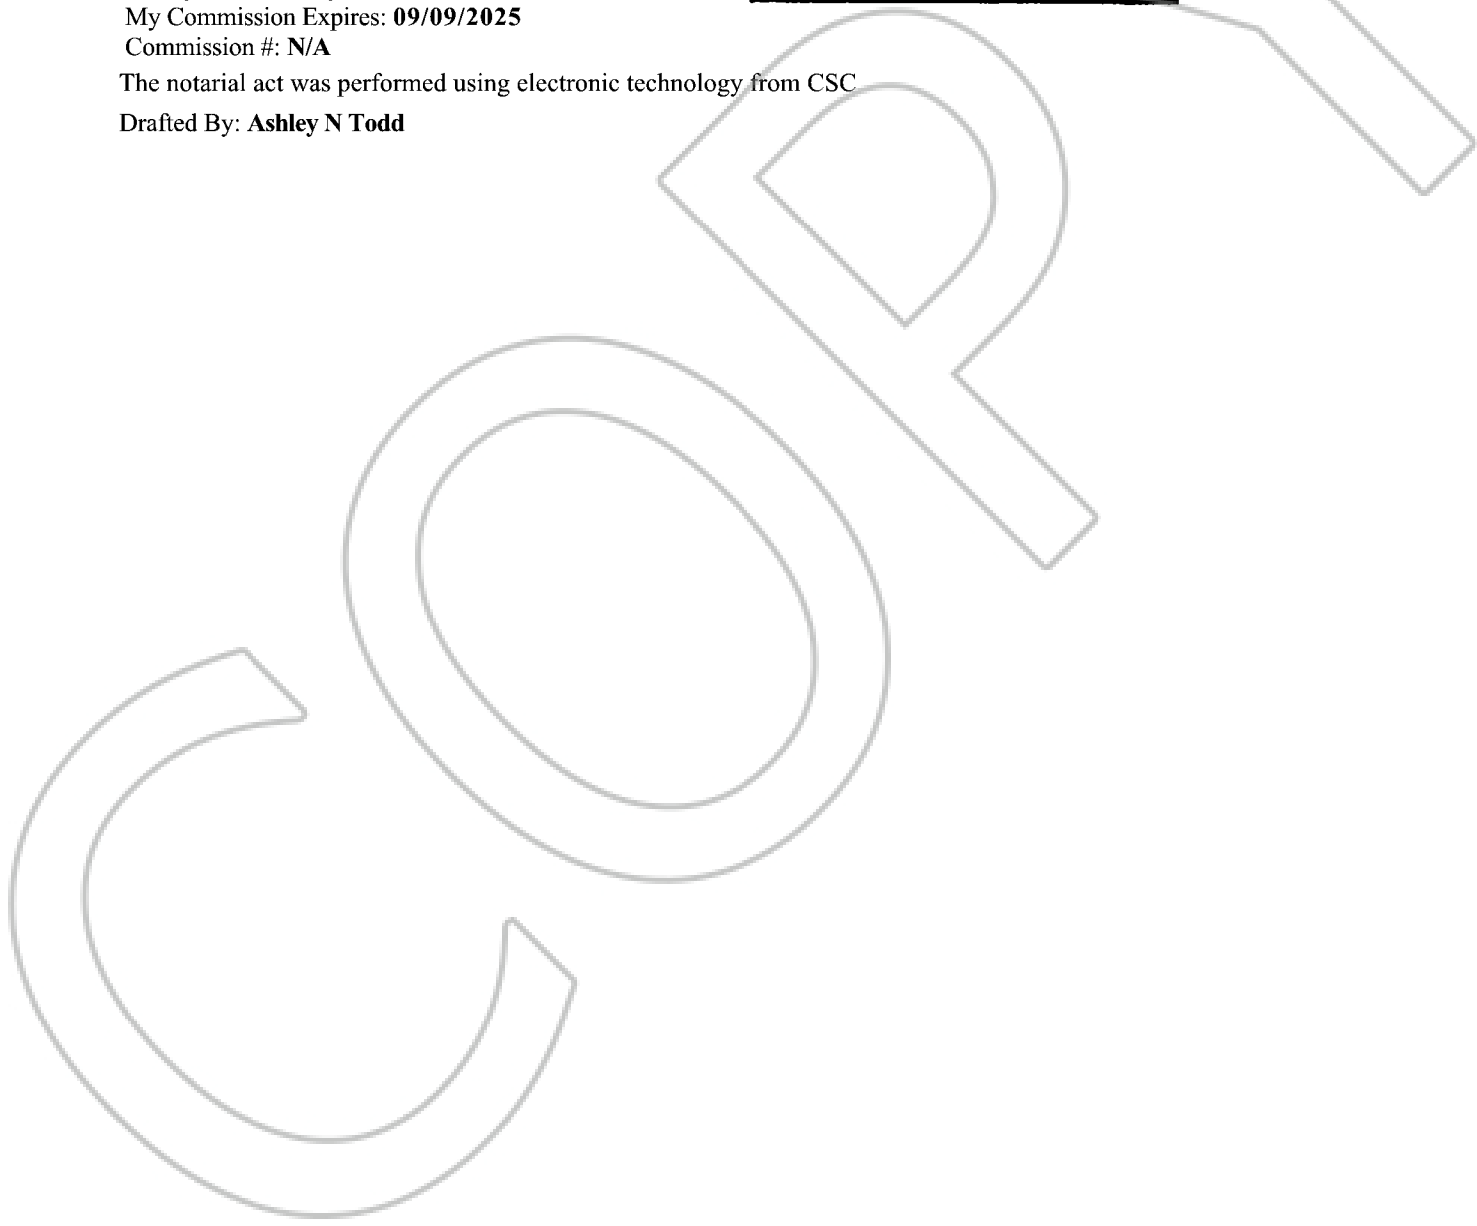 My Commission Expires: 09/09/2025
Commission #: N/A
The notarial act was performed using electronic technology from CSC
Drafted By: Ashley N Todd
COPY